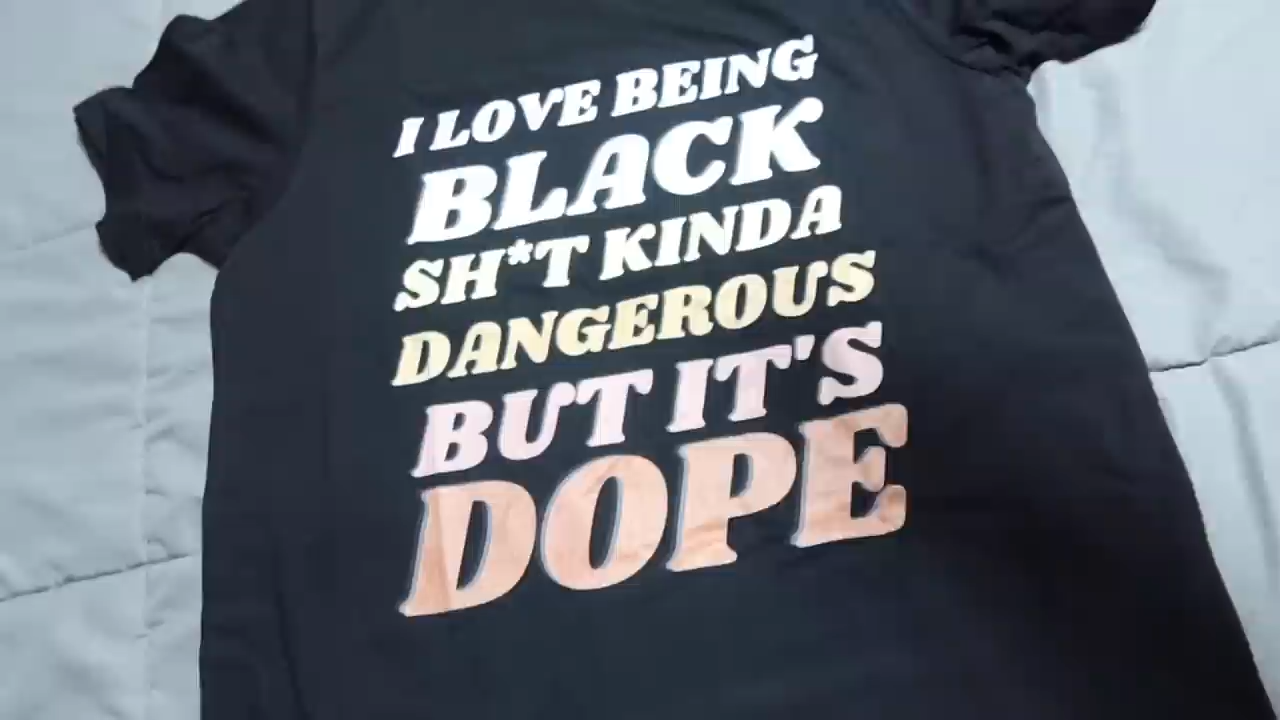 I LOVE BEING
BLACK
SH*T KINDA
DANGEROUS
BUT IT'S
DOPE